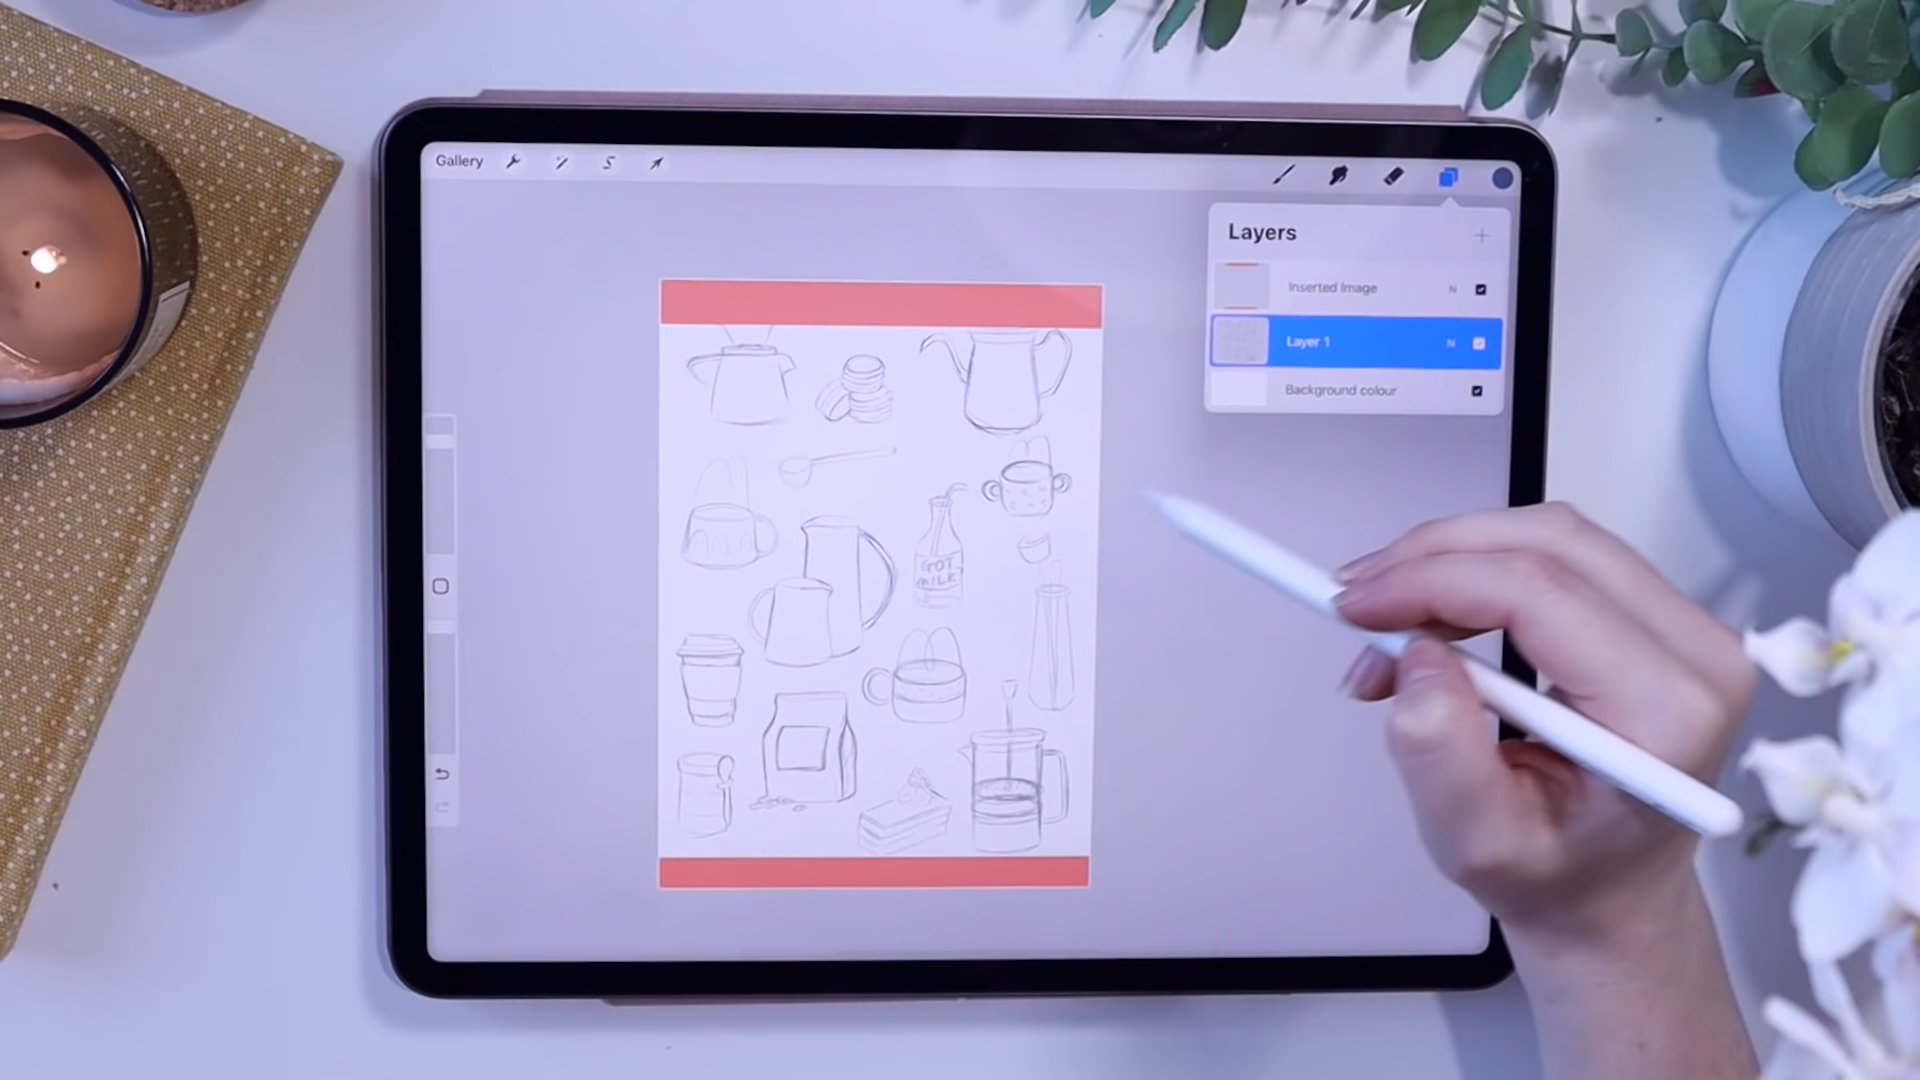 Gallery
Layers
Inserted Image N
Layer 1 N
Background colour
GOT
MILK